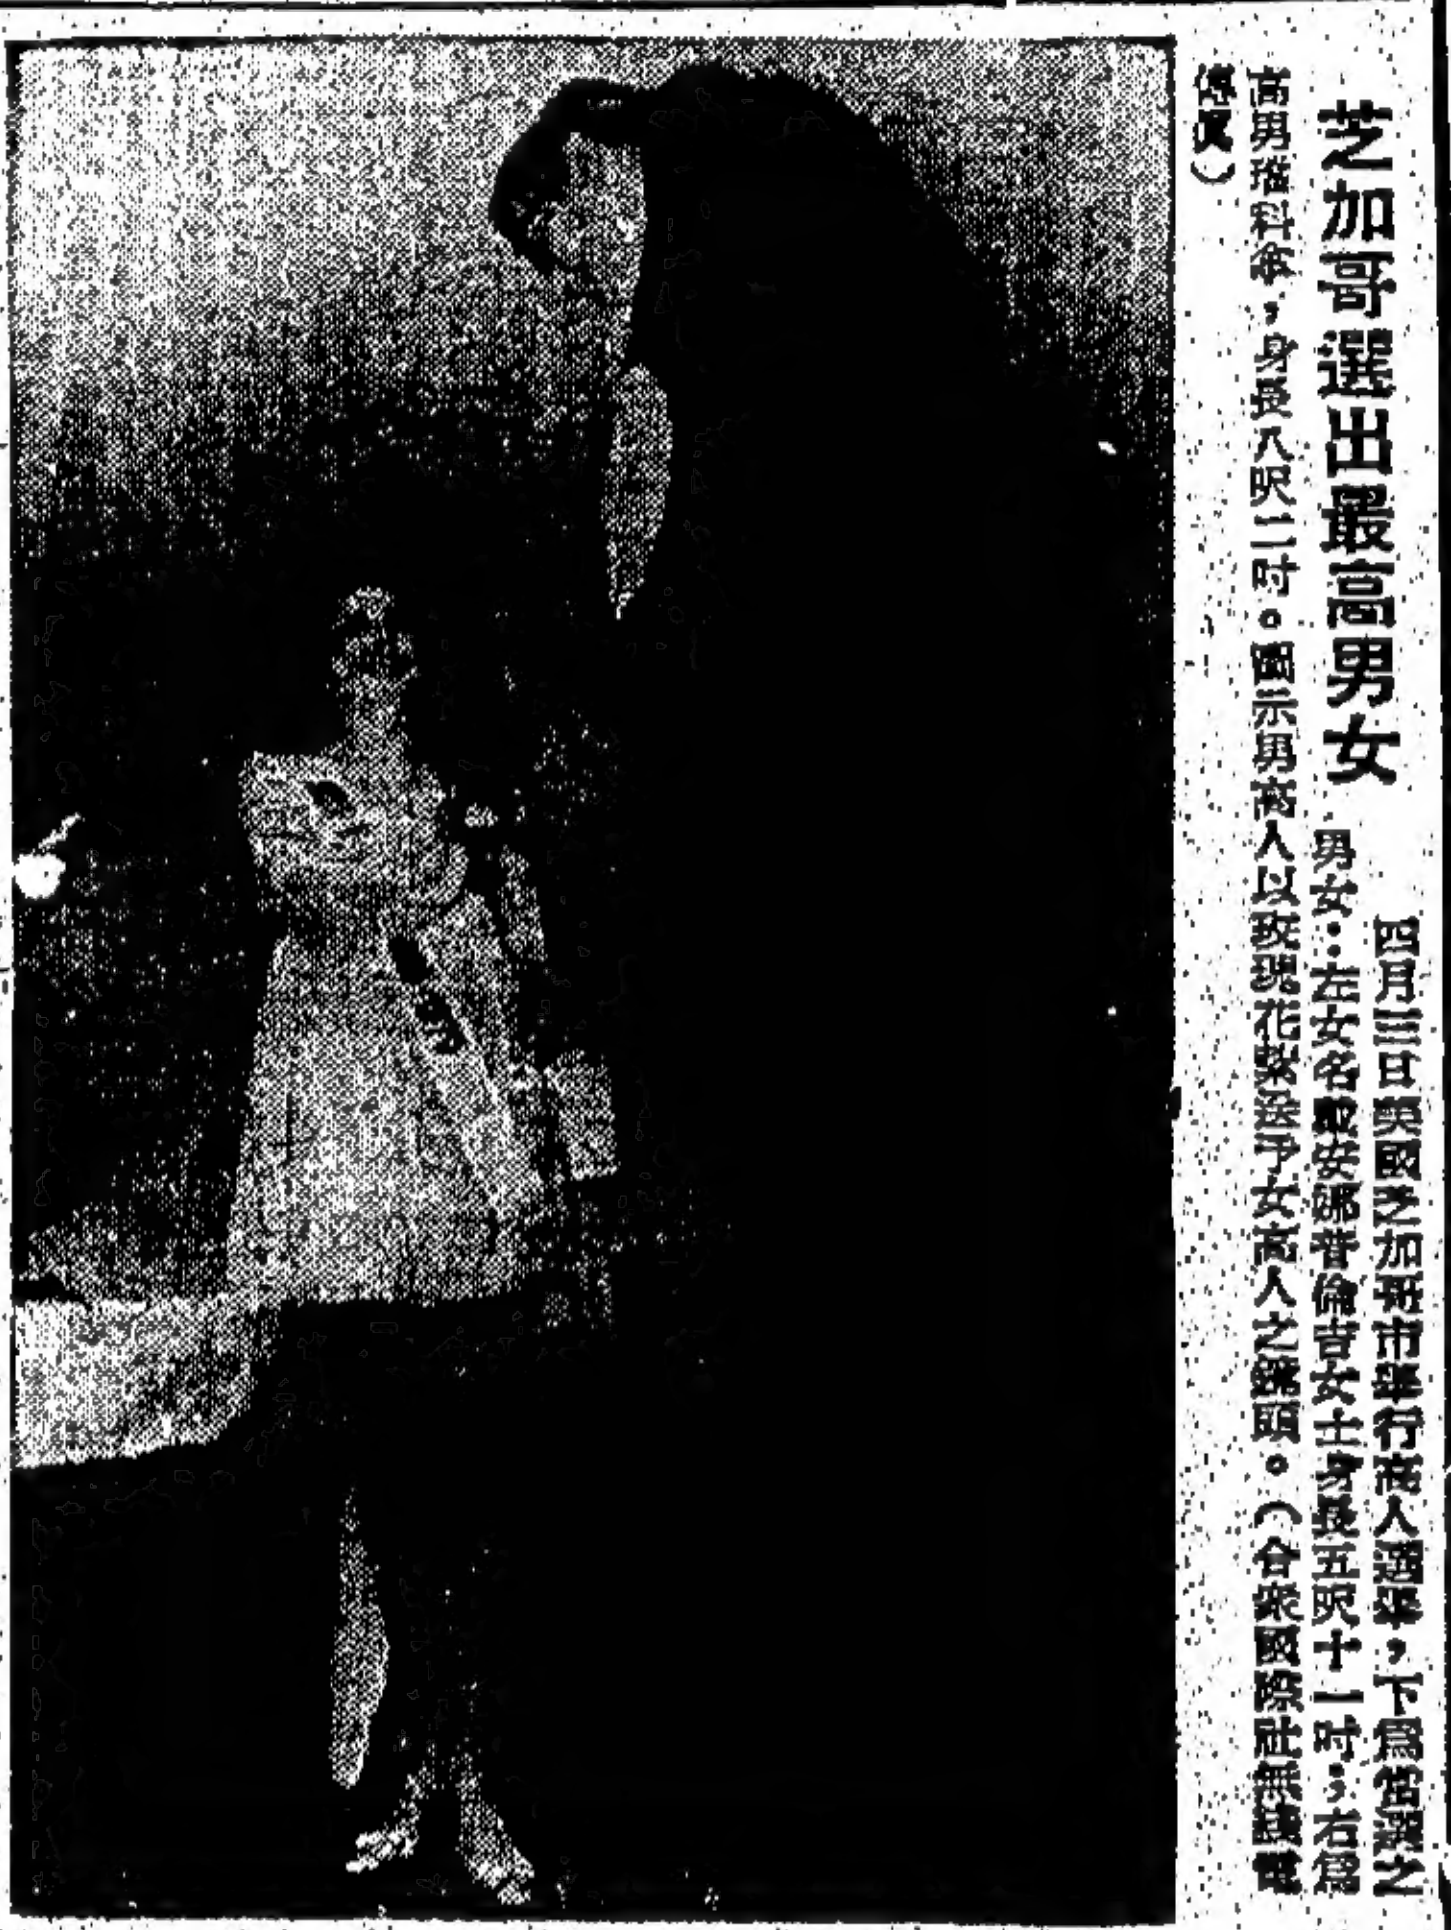 芝加哥選出最高男女
四月三日美國芝加哥市舉行高人選舉，下爲當選之
男女：左女名歐安娜昔倫吉女士身長五呎十一吋，右爲
高男瑞科命，身長八呎二吋。圖示男高人以玫瑰花紮送予女高人之鏡頭。（合衆國際社無綫電
傳眞）